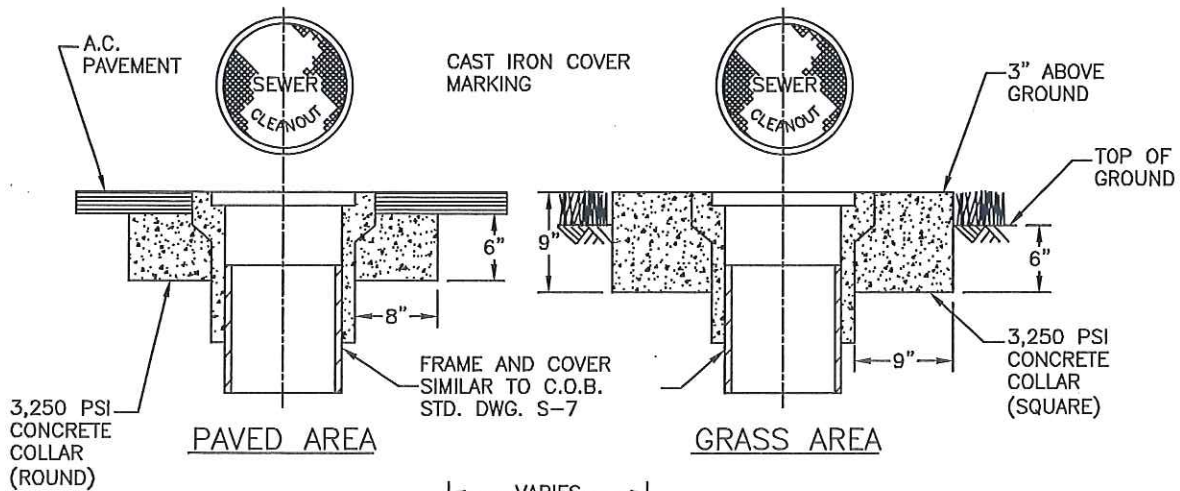 A.C.
PAVEMENT
SEWER
CLEANOUT
CAST IRON COVER
MARKING
SEWER
CLEANOUT
3" ABOVE
GROUND
TOP OF
GROUND
6"
8"
9"
6"
9"
FRAME AND COVER
SIMILAR TO C.O.B.
STD. DWG. S-7
3,250 PSI
CONCRETE
COLLAR
(SQUARE)
3,250 PSI
CONCRETE
COLLAR
(ROUND)
PAVED AREA
GRASS AREA
VARIES